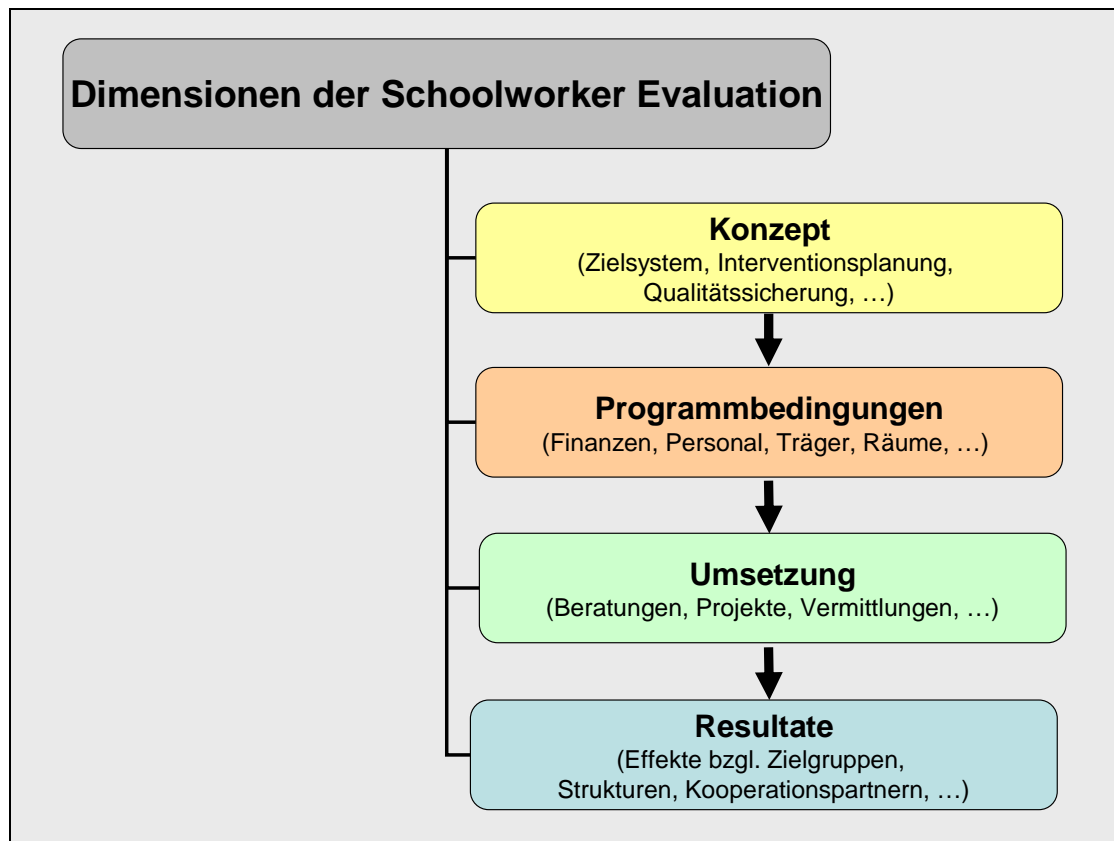 Dimensionen der Schoolworker Evaluation
Konzept
(Zielsystem, Interventionsplanung,
Qualitätssicherung, …)
Programmbedingungen
(Finanzen, Personal, Träger, Räume, …)
Umsetzung
(Beratungen, Projekte, Vermittlungen, …)
Resultate
(Effekte bzgl. Zielgruppen,
Strukturen, Kooperationspartnern, …)